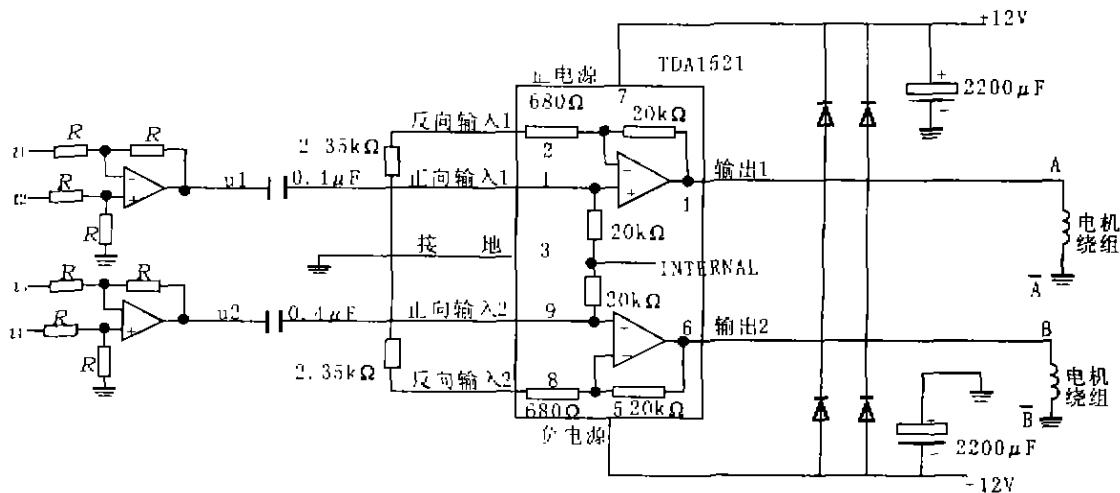 +12V
TDA1521
正电源
7
680Ω
20kΩ
2200μF
+
−
反向输入1
2
2.35kΩ
R
R
−
+
R
R
u1
0.1μF
正向输入1
1
−
+
1
输出1
A
20kΩ
电机
绕组
接地
3
INTERNAL
A
20kΩ
R
R
+
R
R
u2
正向输入2
9
−
−
6
输出2
B
2.35kΩ
反向输入2
8
680Ω
520kΩ
电源
电机
绕组
B
+
−
2200μF
-12V